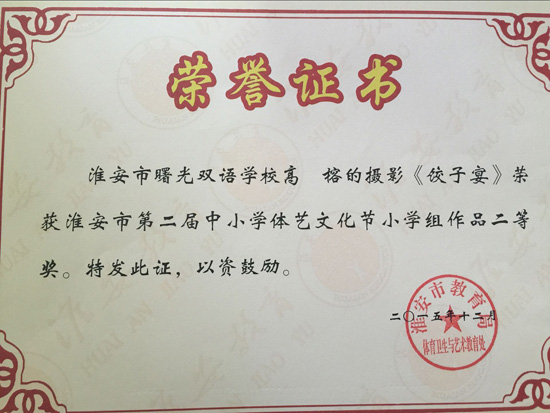 荣誉证书
淮安市曙光双语学校高 榕的摄影《饺子宴》荣
获淮安市第二届中小学体艺文化节小学组作品二等
奖。特发此证，以资鼓励。
淮安市教育局
二〇一五年十二月
体育卫生与艺术教育处